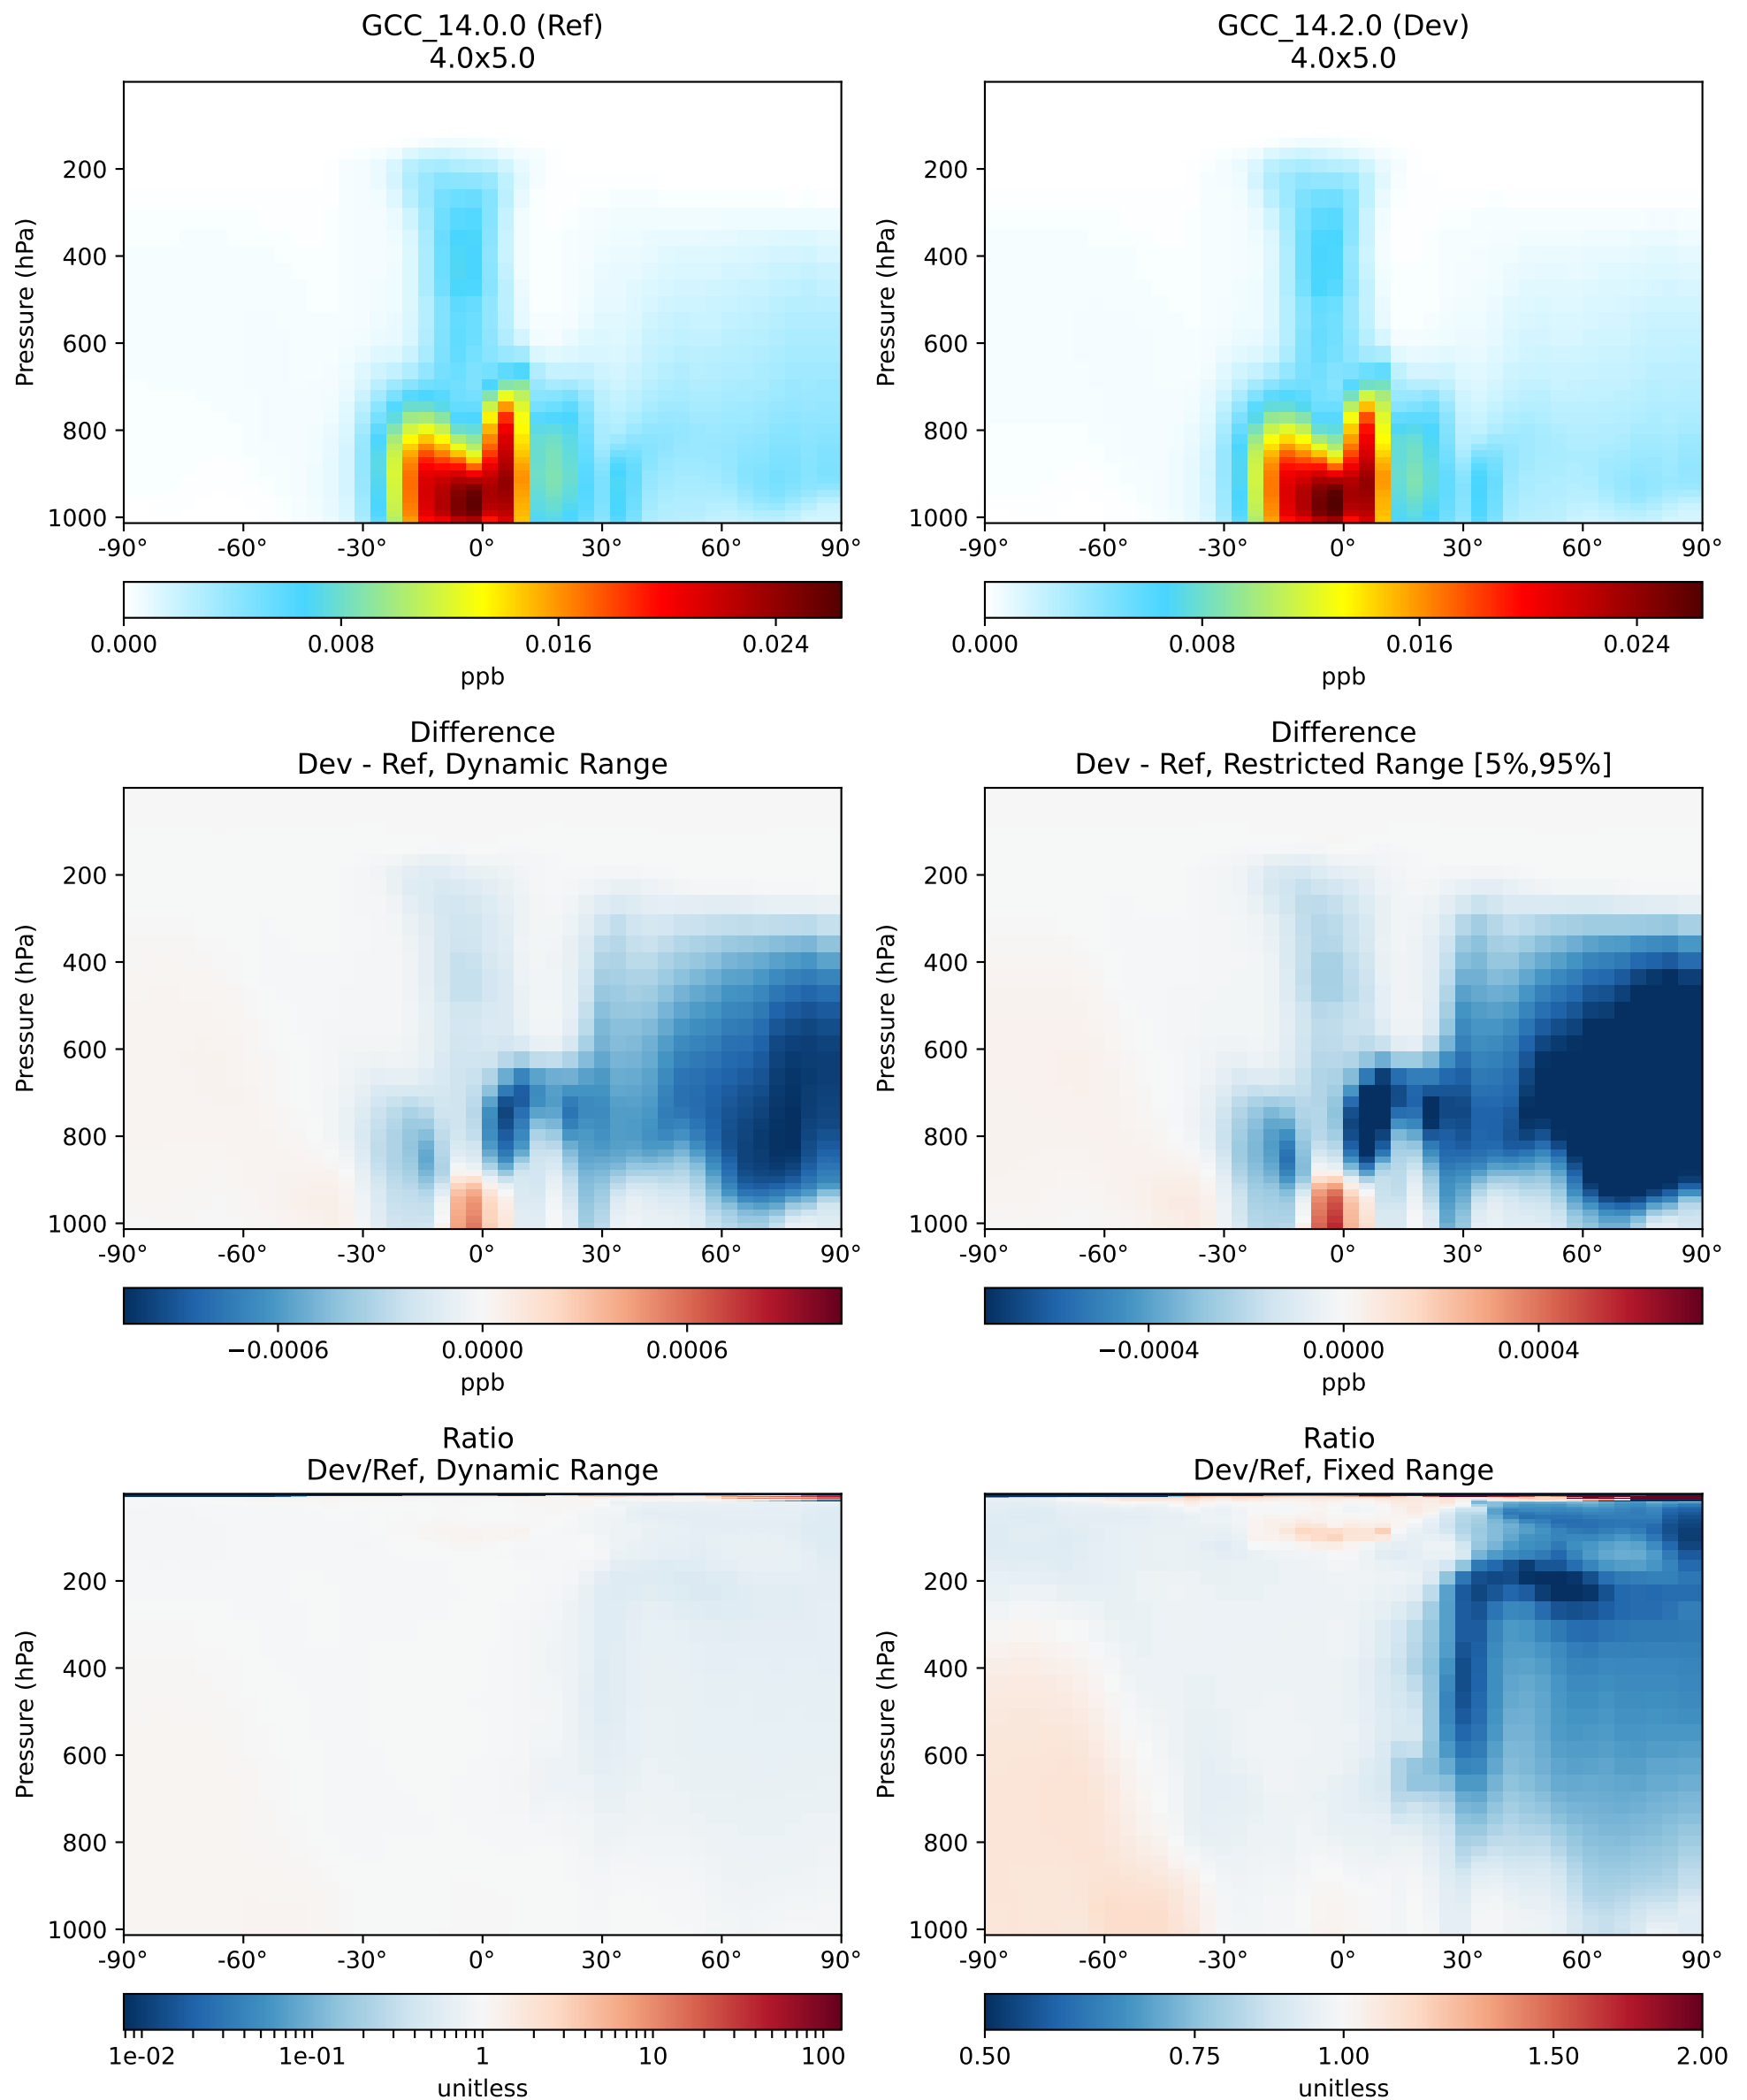 GCC_14.0.0 (Ref)
4.0x5.0
Pressure (hPa)
200
400
600
800
1000
-90° -60° -30° 0° 30° 60° 90°
0.000 0.008 0.016 0.024
ppb
GCC_14.2.0 (Dev)
4.0x5.0
Pressure (hPa)
200
400
600
800
1000
-90° -60° -30° 0° 30° 60° 90°
0.000 0.008 0.016 0.024
ppb
Difference
Dev - Ref, Dynamic Range
Pressure (hPa)
200
400
600
800
1000
-90° -60° -30° 0° 30° 60° 90°
−0.0006 0.0000 0.0006
ppb
Difference
Dev - Ref, Restricted Range [5%,95%]
Pressure (hPa)
200
400
600
800
1000
-90° -60° -30° 0° 30° 60° 90°
−0.0004 0.0000 0.0004
ppb
Ratio
Dev/Ref, Dynamic Range
Pressure (hPa)
200
400
600
800
1000
-90° -60° -30° 0° 30° 60° 90°
1e-02 1e-01 1 10 100
unitless
Ratio
Dev/Ref, Fixed Range
Pressure (hPa)
200
400
600
800
1000
-90° -60° -30° 0° 30° 60° 90°
0.50 0.75 1.00 1.50 2.00
unitless